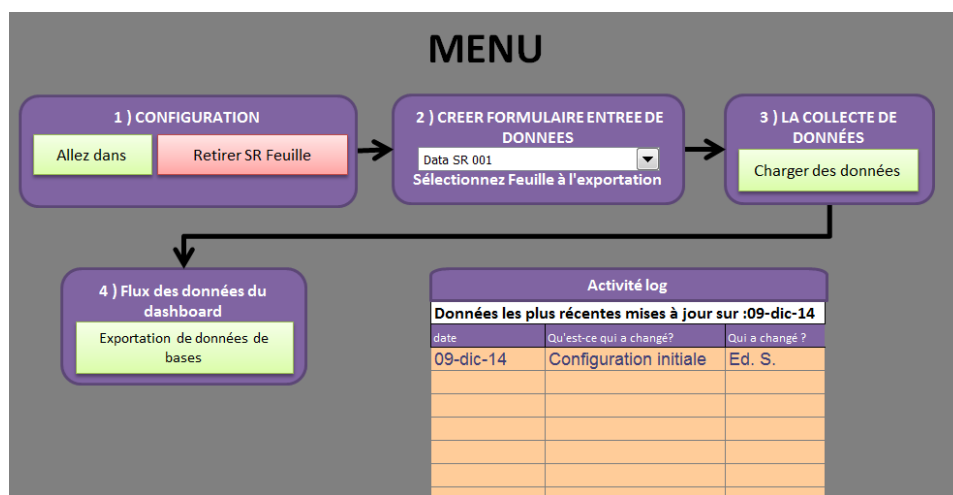 MENU
1 ) CONFIGURATION
Allez dans
Retirer SR Feuille
2 ) CREER FORMULAIRE ENTREE DE
DONNEES
Data SR 001
Sélectionnez Feuille à l'exportation
3 ) LA COLLECTE DE
DONNÉES
Charger des données
4 ) Flux des données du
dashboard
Exportation de données de
bases
Activité log
Données les plus récentes mises à jour sur :09-dic-14
date Qu'est-ce qui a changé? Qui a changé ?
09-dic-14 Configuration initiale Ed. S.